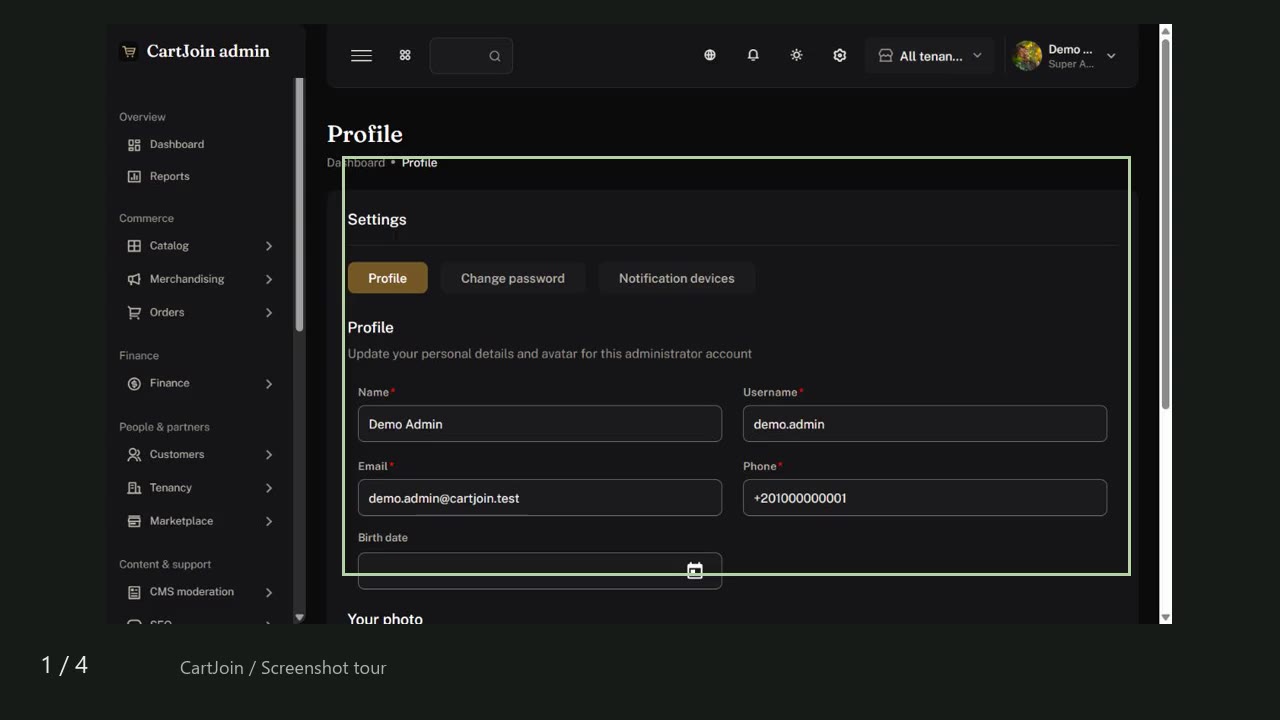 CartJoin admin
All tenan...
Demo ...
Super A...
Overview
Dashboard
Reports
Commerce
Catalog
Merchandising
Orders
Finance
Finance
People & partners
Customers
Tenancy
Marketplace
Content & support
CMS moderation
SEO
Profile
Dashboard • Profile
Settings
Profile
Change password
Notification devices
Profile
Update your personal details and avatar for this administrator account
Name*
Username*
Demo Admin
demo.admin
Email*
Phone*
demo.admin@cartjoin.test
+201000000001
Birth date
Your photo
1 / 4
CartJoin / Screenshot tour